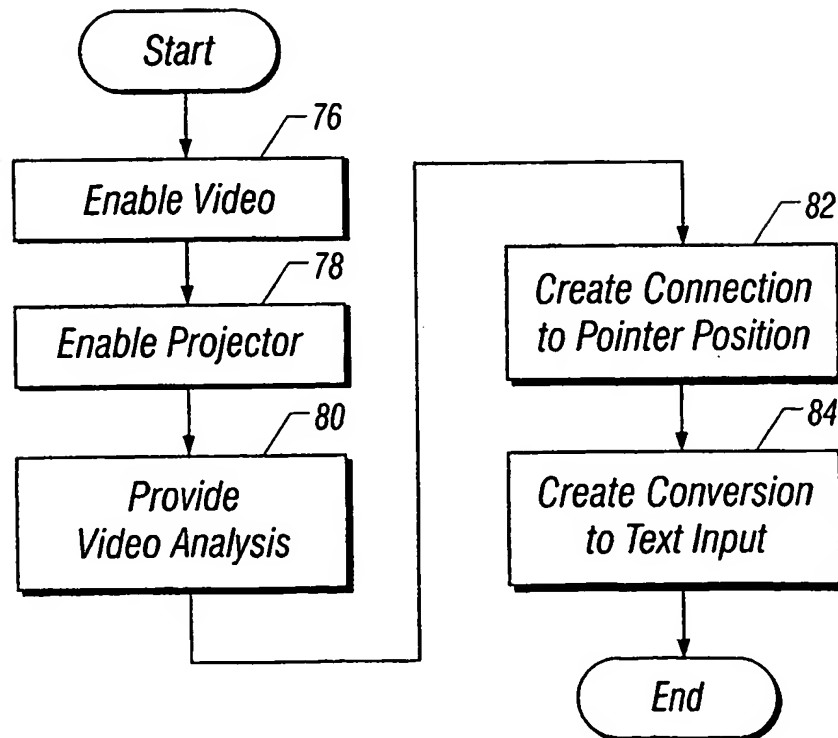 Start
76
Enable Video
78
Enable Projector
80
Provide
Video Analysis
82
Create Connection
to Pointer Position
84
Create Conversion
to Text Input
End